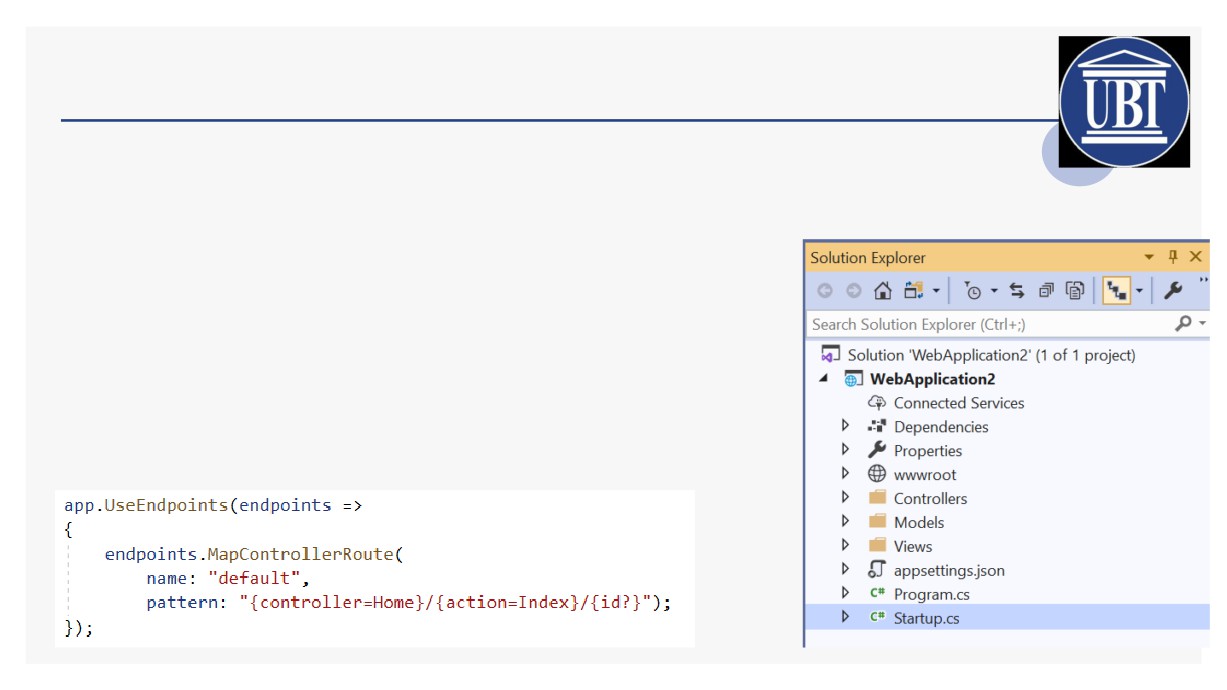 UBT
Solution Explorer
Search Solution Explorer (Ctrl+;)
Solution 'WebApplication2' (1 of 1 project)
WebApplication2
Connected Services
Dependencies
Properties
wwwroot
Controllers
Models
Views
appsettings.json
C# Program.cs
C# Startup.cs
app.UseEndpoints(endpoints =>
{
    endpoints.MapControllerRoute(
        name: "default",
        pattern: "{controller=Home}/{action=Index}/{id?}");
});